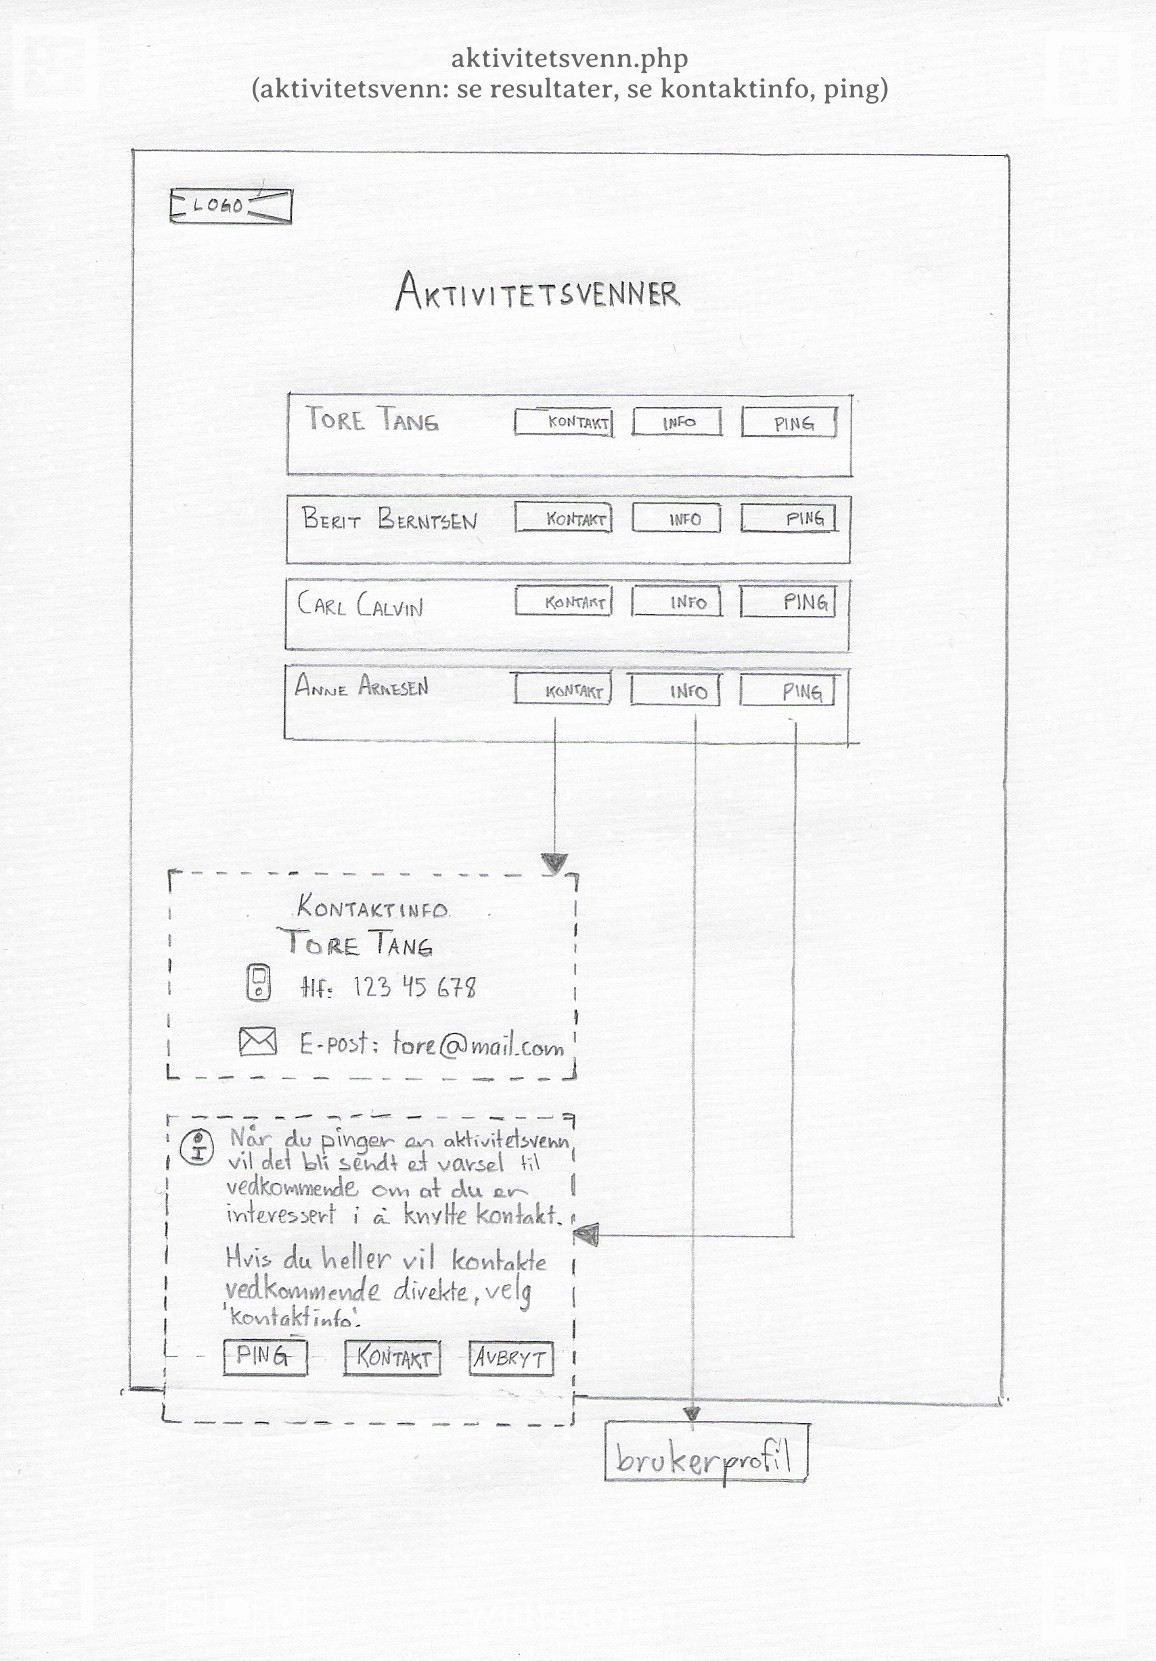 aktivitetsvenn.php
(aktivitetsvenn: se resultater, se kontaktinfo, ping)
LOGO
AKTIVITETSVENNER
TORE TANG KONTAKT INFO PING
BERIT BERNTSEN KONTAKT INFO PING
CARL CALVIN KONTAKT INFO PING
ANNE ARNESEN KONTAKT INFO PING
KONTAKTINFO
TORE TANG
tlf: 123 45 678
E-post: tore@mail.com
i Når du pinger en aktivitetsvenn,
vil det bli sendt et varsel til
vedkommende om at du er
interessert i å knytte kontakt.
Hvis du heller vil kontakte
vedkommende direkte, velg
'kontaktinfo'.
PING KONTAKT AVBRYT
brukerprofil